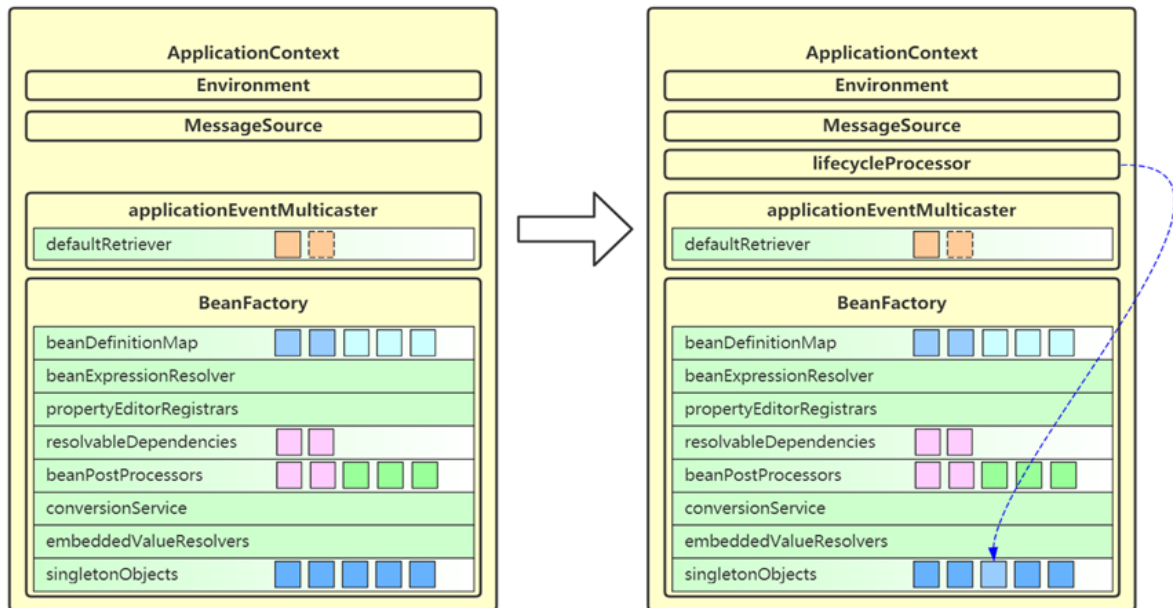 ApplicationContext
Environment
MessageSource
applicationEventMulticaster
defaultRetriever
BeanFactory
beanDefinitionMap
beanExpressionResolver
propertyEditorRegistrars
resolvableDependencies
beanPostProcessors
conversionService
embeddedValueResolvers
singletonObjects
ApplicationContext
Environment
MessageSource
lifecycleProcessor
applicationEventMulticaster
defaultRetriever
BeanFactory
beanDefinitionMap
beanExpressionResolver
propertyEditorRegistrars
resolvableDependencies
beanPostProcessors
conversionService
embeddedValueResolvers
singletonObjects